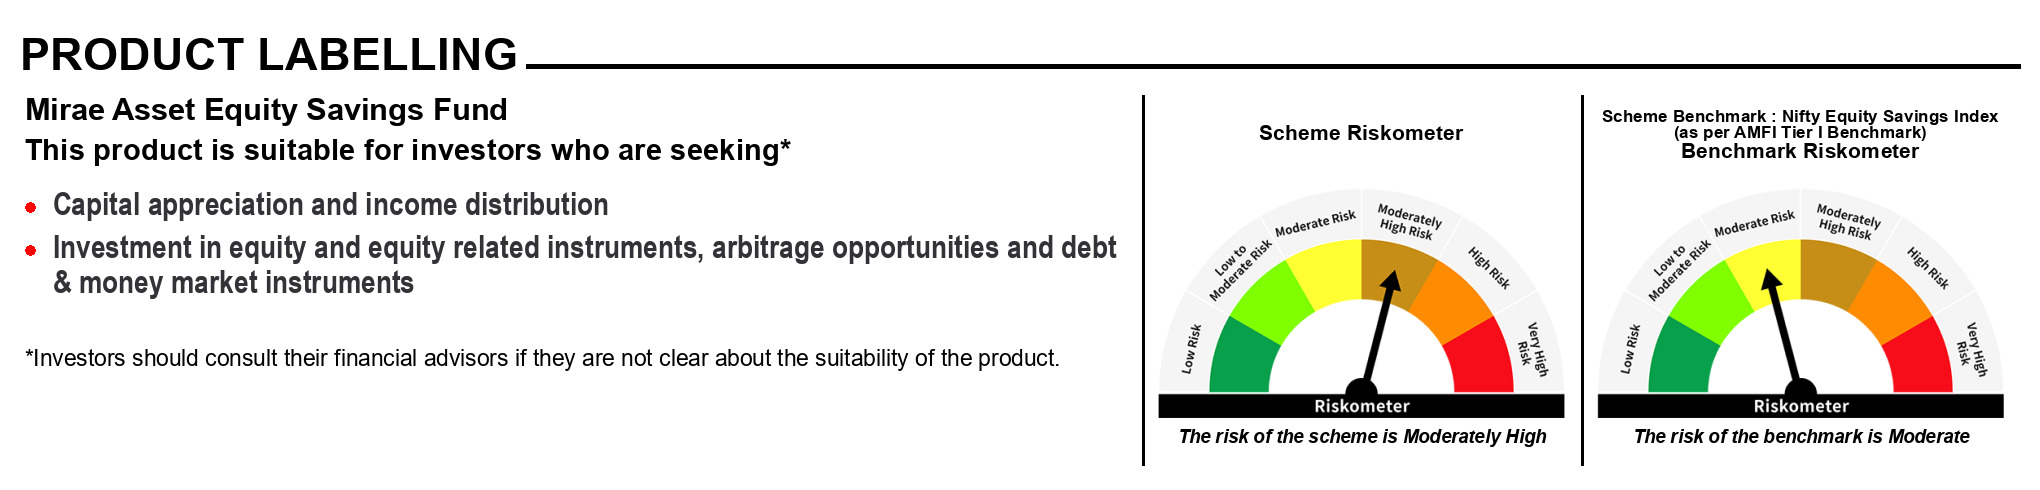 PRODUCT LABELLING
Mirae Asset Equity Savings Fund
This product is suitable for investors who are seeking*
• Capital appreciation and income distribution
• Investment in equity and equity related instruments, arbitrage opportunities and debt
& money market instruments
*Investors should consult their financial advisors if they are not clear about the suitability of the product.
Scheme Riskometer
Low Risk
Low to
Moderate Risk
Moderate Risk
Moderately
High Risk
High Risk
Very High
Risk
Riskometer
The risk of the scheme is Moderately High
Scheme Benchmark : Nifty Equity Savings Index
(as per AMFI Tier I Benchmark)
Benchmark Riskometer
Low Risk
Low to
Moderate Risk
Moderate Risk
Moderately
High Risk
High Risk
Very High
Risk
Riskometer
The risk of the benchmark is Moderate